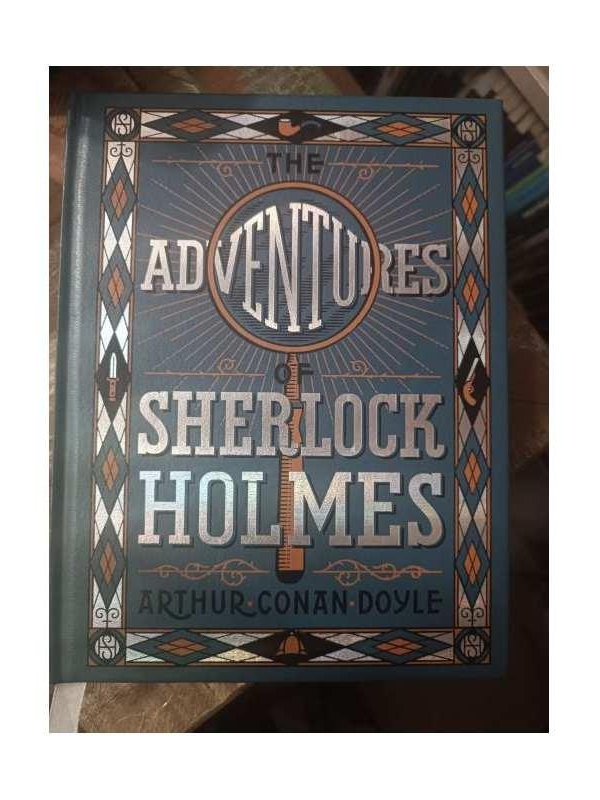 THE
ADVENTURES
OF
SHERLOCK
HOLMES
ARTHUR·CONAN·DOYLE